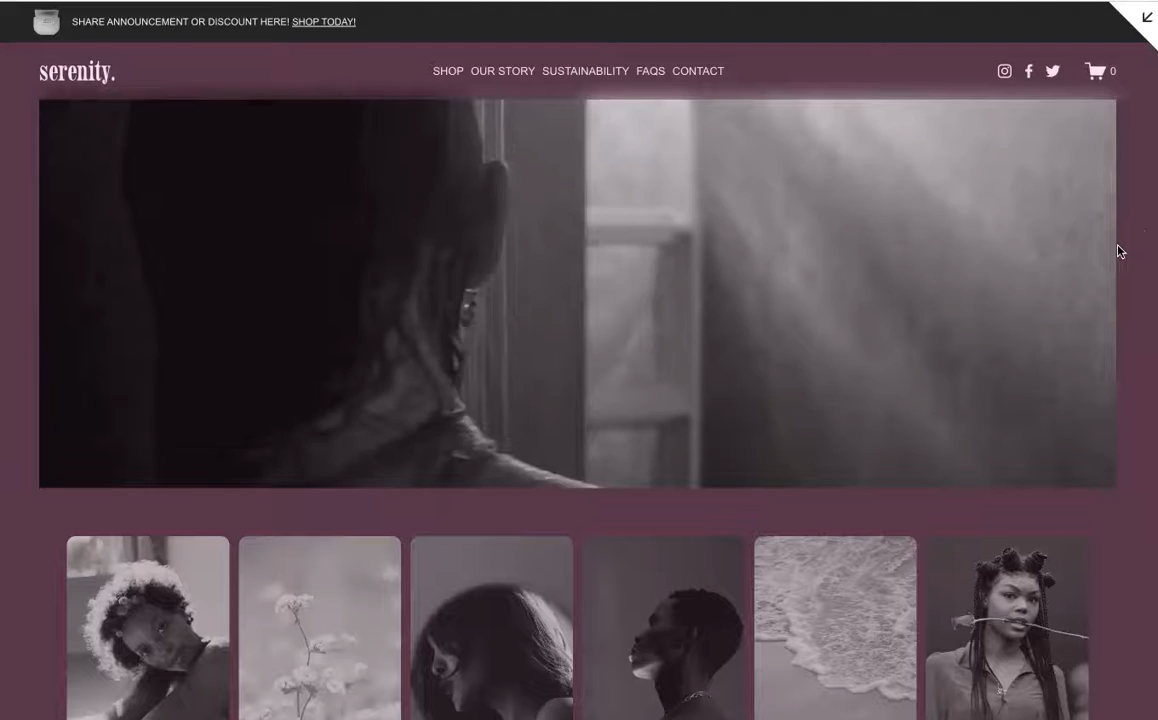 SHARE ANNOUNCEMENT OR DISCOUNT HERE! SHOP TODAY!
serenity.
SHOP OUR STORY SUSTAINABILITY FAQS CONTACT
0